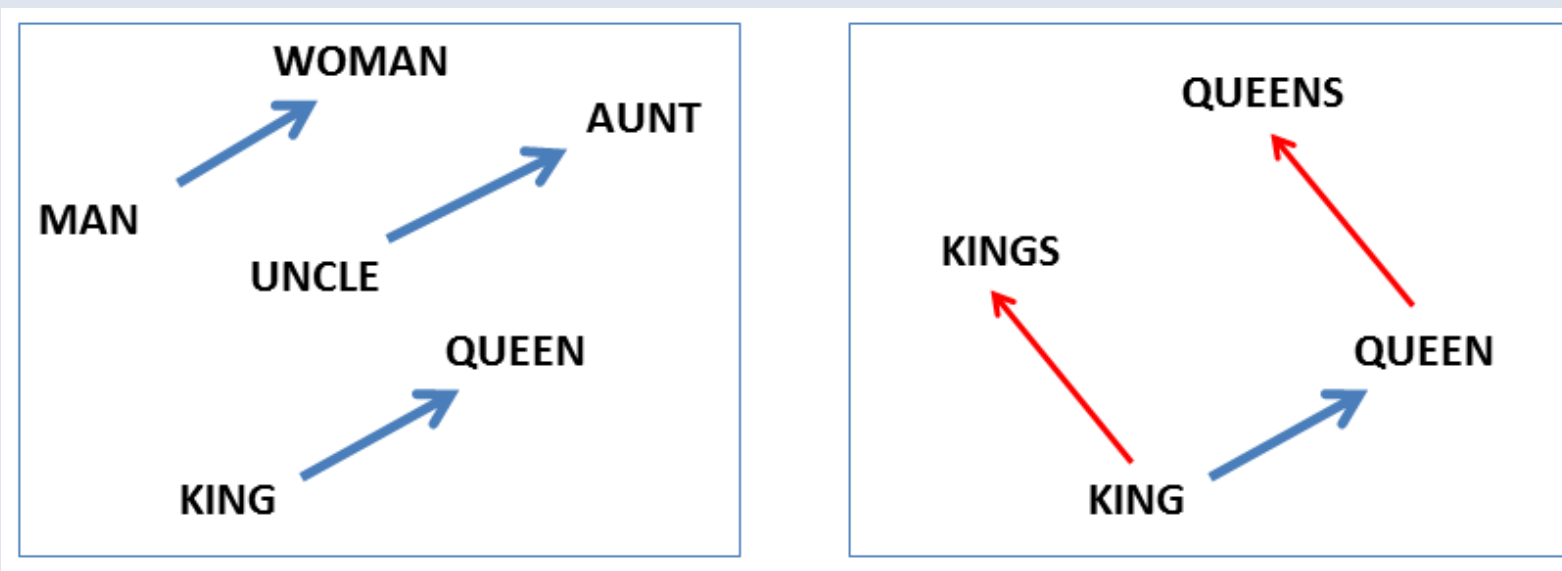 WOMAN
AUNT
MAN
UNCLE
QUEEN
KING
QUEENS
KINGS
QUEEN
KING